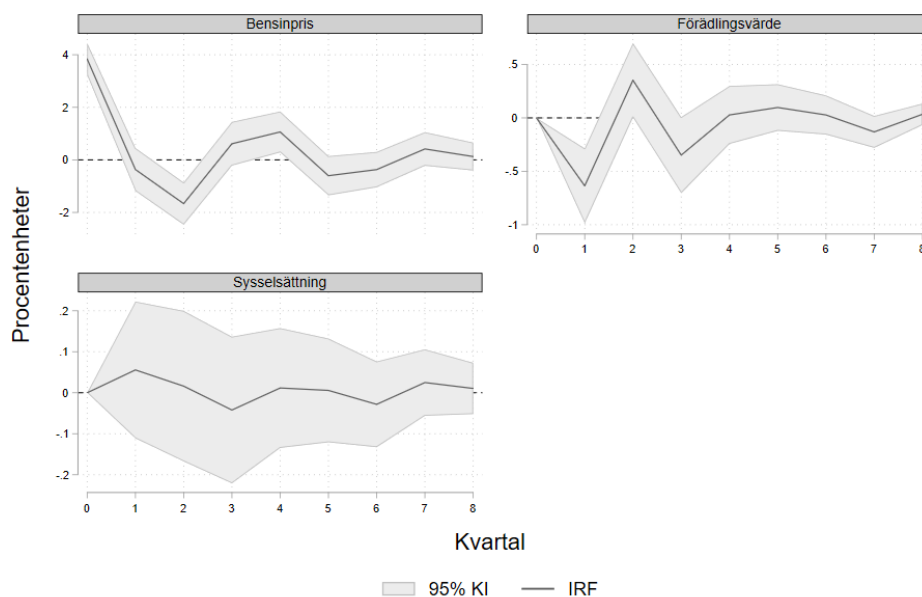 Bensinpris
Förädlingsvärde
4
2
0
-2
.5
0
-.5
-1
0 1 2 3 4 5 6 7 8
Sysselsättning
.2
.1
0
-.1
-.2
0 1 2 3 4 5 6 7 8
Procentenheter
Kvartal
95% KI IRF